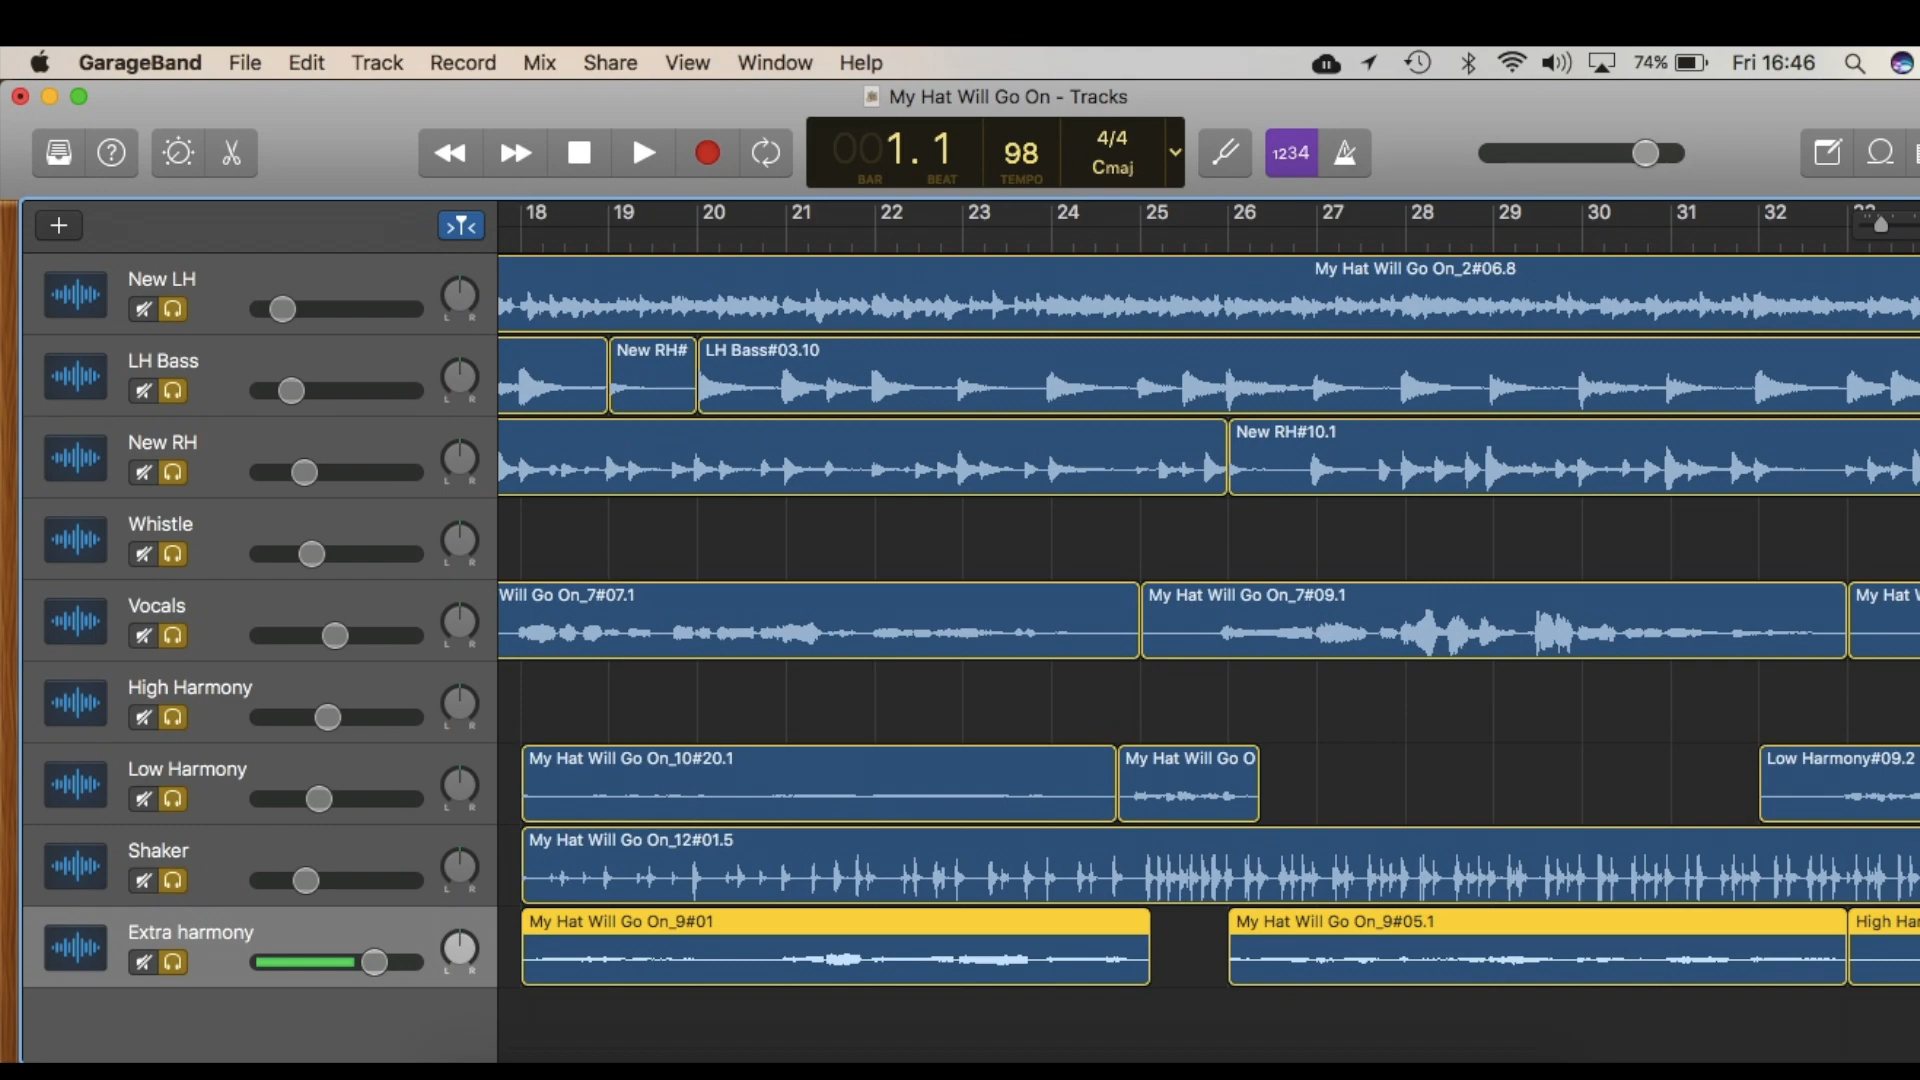 GarageBand File Edit Track Record Mix Share View Window Help 74% Fri 16:46
My Hat Will Go On - Tracks
001. 1 98 4/4 Cmaj
BAR BEAT TEMPO
1234
18 19 20 21 22 23 24 25 26 27 28 29 30 31 32
New LH
L R
My Hat Will Go On_2#06.8
LH Bass
L R
New RH# LH Bass#03.10
New RH
L R
New RH#10.1
Whistle
L R
Vocals
L R
Will Go On_7#07.1 My Hat Will Go On_7#09.1 My Hat
High Harmony
L R
Low Harmony
L R
My Hat Will Go On_10#20.1 My Hat Will Go O Low Harmony#09.2
Shaker
L R
My Hat Will Go On_12#01.5
Extra harmony
L R
My Hat Will Go On_9#01 My Hat Will Go On_9#05.1 High Har